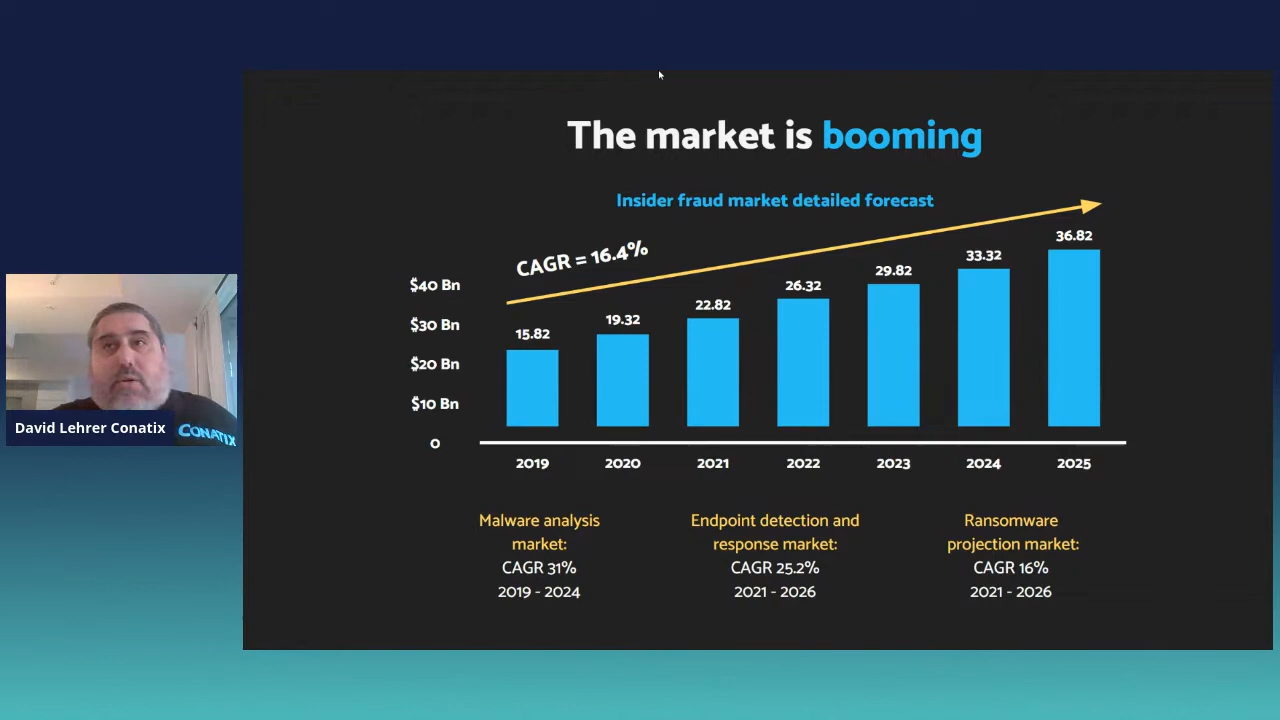 The market is booming
Insider fraud market detailed forecast
CAGR = 16.4%
$40 Bn
$30 Bn
$20 Bn
$10 Bn
0
15.82
19.32
22.82
26.32
29.82
33.32
36.82
2019
2020
2021
2022
2023
2024
2025
Malware analysis
market:
CAGR 31%
2019 - 2024
Endpoint detection and
response market:
CAGR 25.2%
2021 - 2026
Ransomware
projection market:
CAGR 16%
2021 - 2026
David Lehrer Conatix
CONATIX